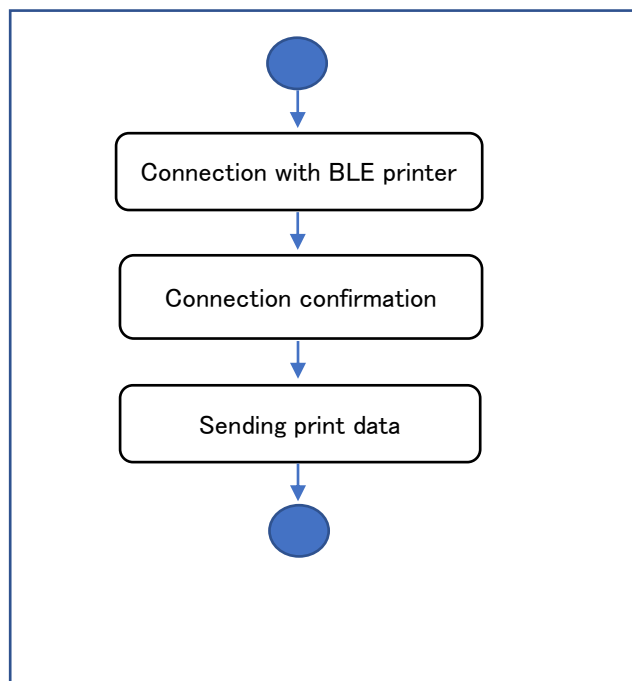 Connection with BLE printer
Connection confirmation
Sending print data